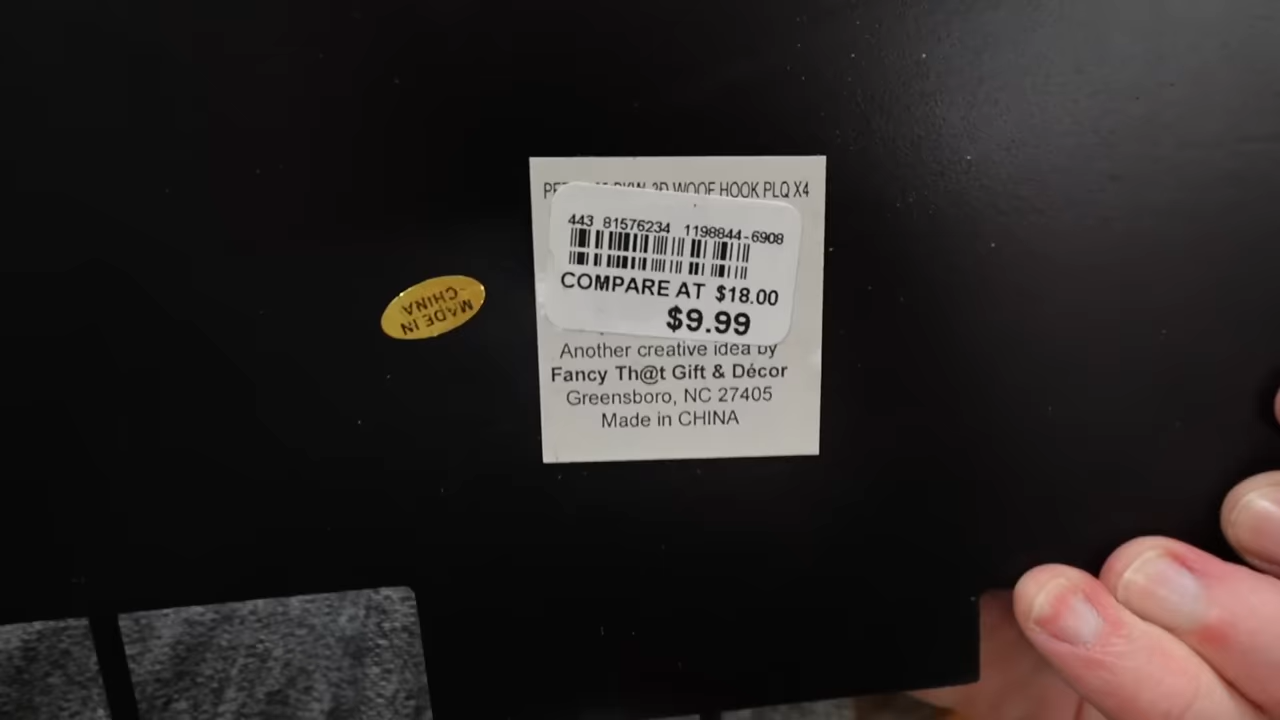 3D WOOF HOOK PLQ X4
443 81576234 1198844-6908
COMPARE AT $18.00
$9.99
Another creative idea by
Fancy Th@t Gift & Décor
Greensboro, NC 27405
Made in CHINA
MADE IN
CHINA